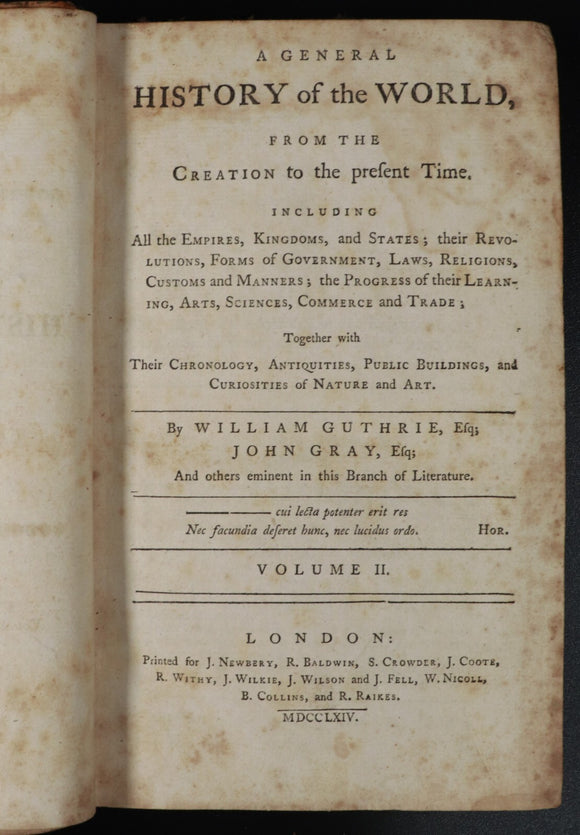 A GENERAL
HISTORY of the WORLD,
FROM THE
CREATION to the preſent Time.
INCLUDING
All the EMPIRES, KINGDOMS, and STATES; their REVO-
LUTIONS, FORMS of GOVERNMENT, LAWS, RELIGIONS,
CUSTOMS and MANNERS; the PROGRESS of their LEARN-
ING, ARTS, SCIENCES, COMMERCE and TRADE;
Together with
Their CHRONOLOGY, ANTIQUITIES, PUBLIC BUILDINGS, and
CURIOSITIES of NATURE and ART.
By WILLIAM GUTHRIE, Eſq;
JOHN GRAY, Eſq;
And others eminent in this Branch of Literature.
—— —— cui lecta potenter erit res
Nec facundia deſeret hunc, nec lucidus ordo. HOR.
VOLUME II.
LONDON:
Printed for J. NEWBERY, R. BALDWIN, S. CROWDER, J. COOTE,
R. WITHY, J. WILKIE, J. WILSON and J. FELL, W. NICOLL,
B. COLLINS, and R. RAIKES.
MDCCLXIV.